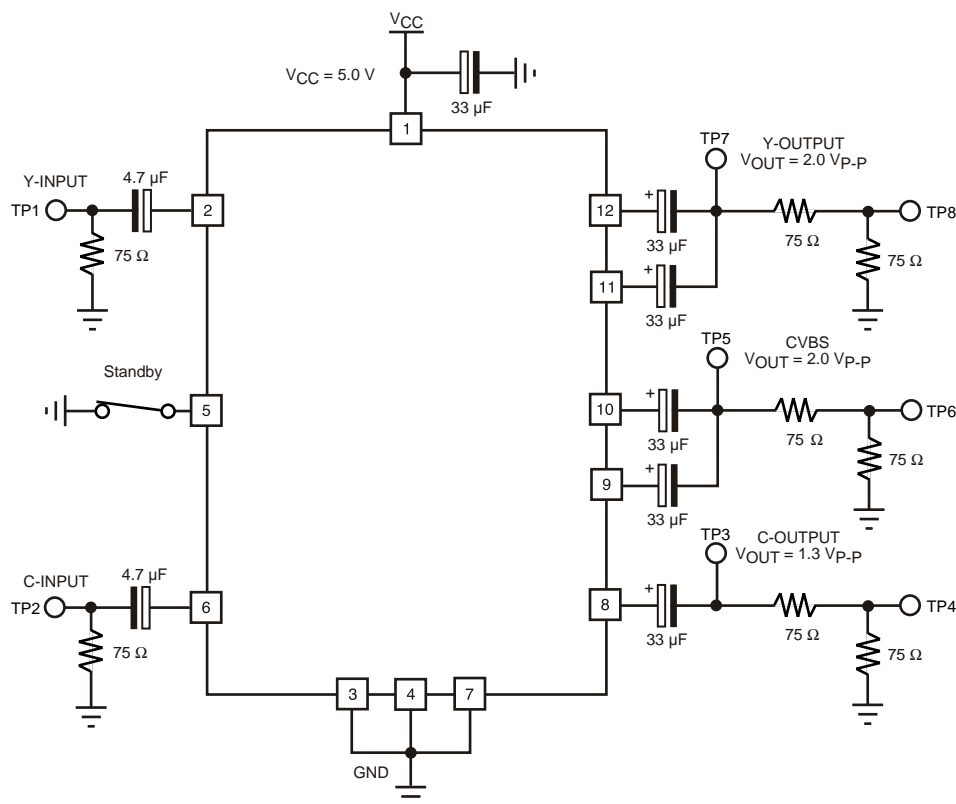 VCC
VCC = 5.0 V
33 µF
1
Y-INPUT
4.7 µF
TP1
2
75 Ω
Standby
5
C-INPUT
4.7 µF
TP2
6
75 Ω
3
4
7
GND
TP7
Y-OUTPUT
VOUT = 2.0 VP-P
12
+
33 µF
75 Ω
TP8
75 Ω
11
+
33 µF
TP5
CVBS
VOUT = 2.0 VP-P
10
+
33 µF
75 Ω
TP6
75 Ω
9
+
33 µF
TP3
C-OUTPUT
VOUT = 1.3 VP-P
8
+
33 µF
75 Ω
TP4
75 Ω